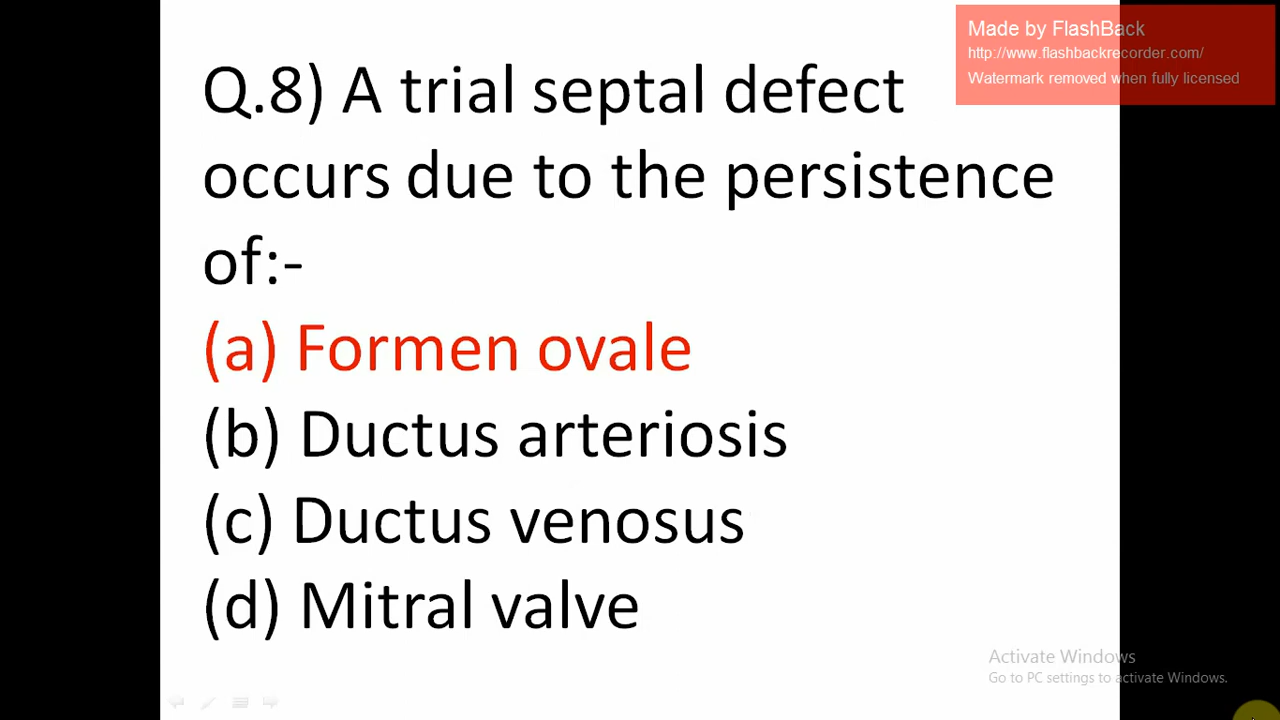 Made by FlashBack
http://www.flashbackrecorder.com/
Watermark removed when fully licensed
Q.8) A trial septal defect
occurs due to the persistence
of:-
(a) Formen ovale
(b) Ductus arteriosis
(c) Ductus venosus
(d) Mitral valve
Activate Windows
Go to PC settings to activate Windows.